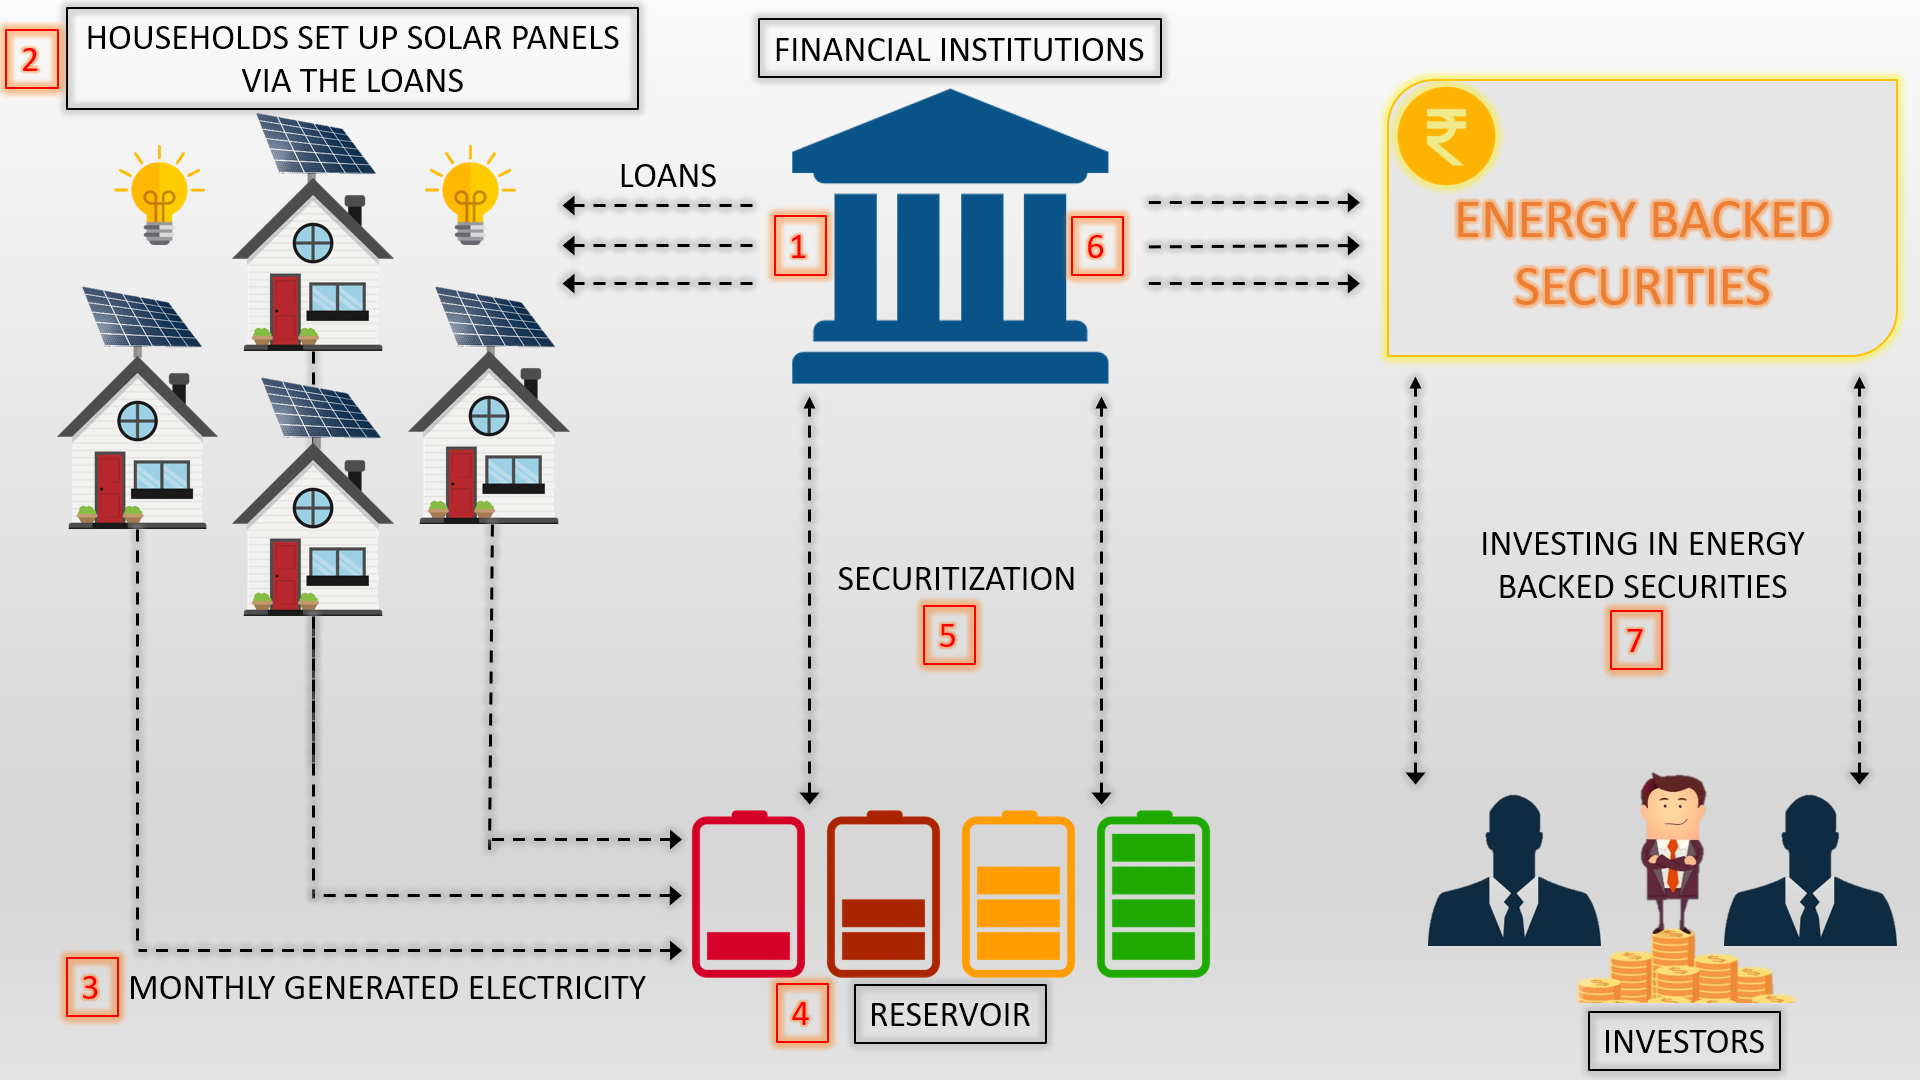 2
HOUSEHOLDS SET UP SOLAR PANELS
VIA THE LOANS
FINANCIAL INSTITUTIONS
LOANS
1
6
₹
ENERGY BACKED
SECURITIES
SECURITIZATION
5
INVESTING IN ENERGY
BACKED SECURITIES
7
3
MONTHLY GENERATED ELECTRICITY
4
RESERVOIR
INVESTORS